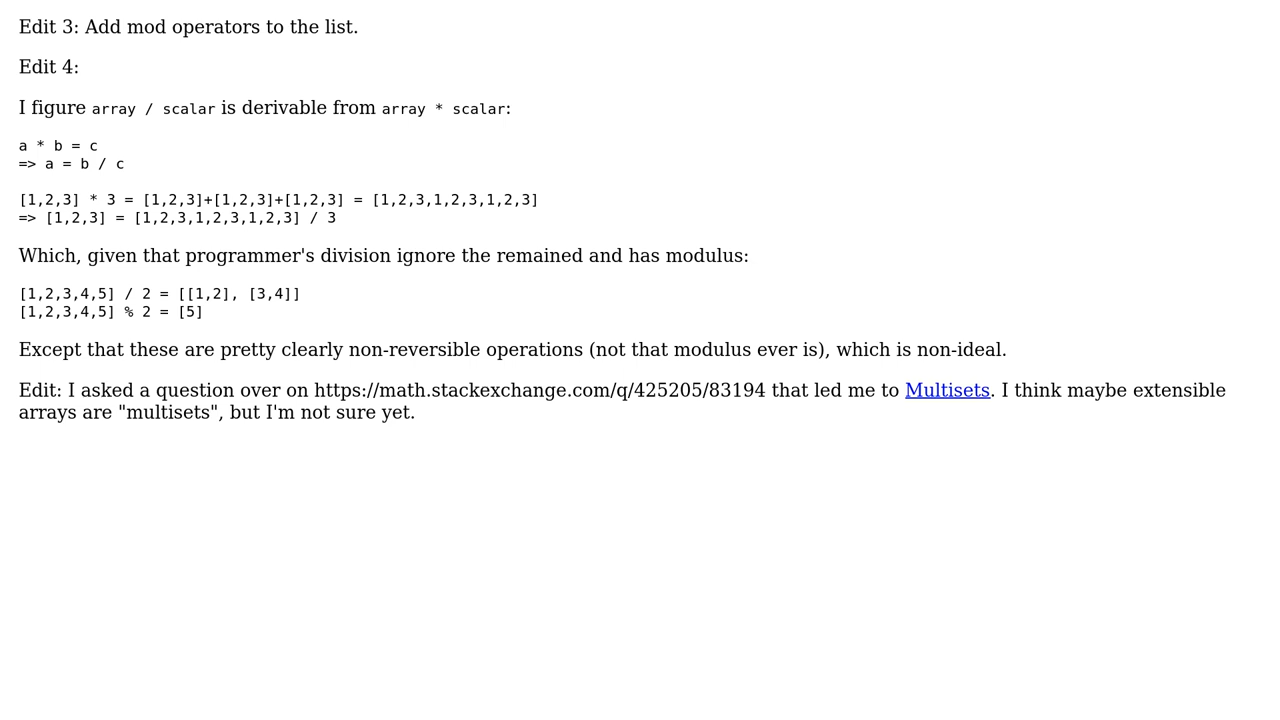 Edit 3: Add mod operators to the list.
Edit 4:
I figure array / scalar is derivable from array * scalar:
a * b = c
=> a = b / c
[1,2,3] * 3 = [1,2,3]+[1,2,3]+[1,2,3] = [1,2,3,1,2,3,1,2,3]
=> [1,2,3] = [1,2,3,1,2,3,1,2,3] / 3
Which, given that programmer's division ignore the remained and has modulus:
[1,2,3,4,5] / 2 = [[1,2], [3,4]]
[1,2,3,4,5] % 2 = [5]
Except that these are pretty clearly non-reversible operations (not that modulus ever is), which is non-ideal.
Edit: I asked a question over on https://math.stackexchange.com/q/425205/83194 that led me to Multisets. I think maybe extensible
arrays are "multisets", but I'm not sure yet.